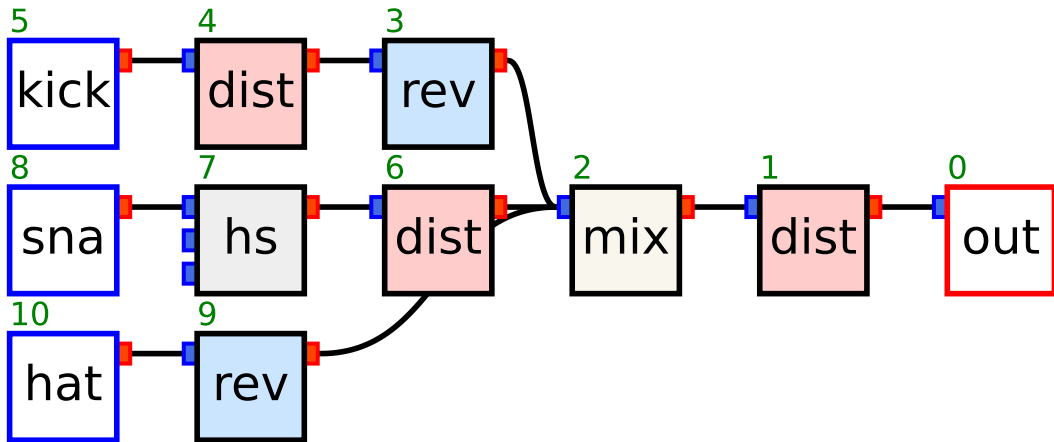 5 4 3
kick dist rev
8 7 6 2 1 0
sna hs dist mix dist out
10 9
hat rev